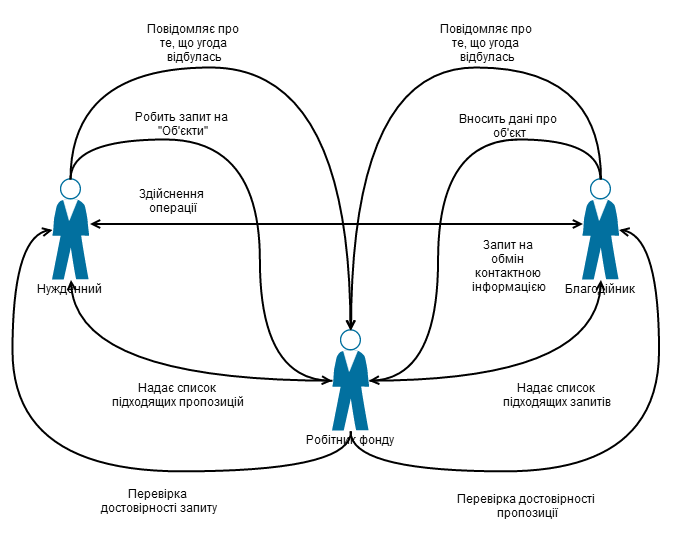 Повідомляє про
те, що угода
відбулась
Повідомляє про
те, що угода
відбулась
Робить запит на
"Об'єкти"
Вносить дані про
об'єкт
Здійснення
операції
Запит на
обмін
контактною
інформацією
Нужденний
Благодійник
Надає список
підходящих пропозицій
Надає список
підходящих запитів
Робітник фонду
Перевірка
достовірності запиту
Перевірка достовірності
пропозиції